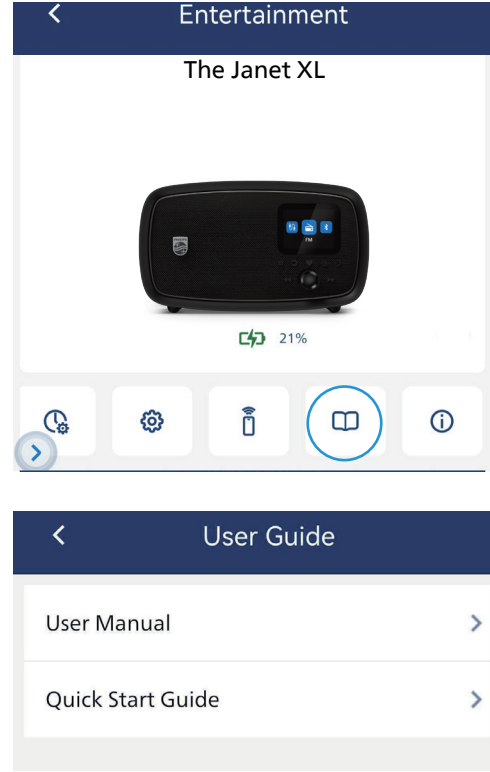 Entertainment
The Janet XL
FM
21%
User Guide
User Manual
Quick Start Guide